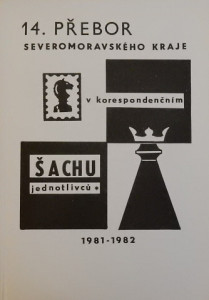 14. PŘEBOR
SEVEROMORAVSKÉHO KRAJE
v korespondenčním
ŠACHU
jednotlivců
1981-1982